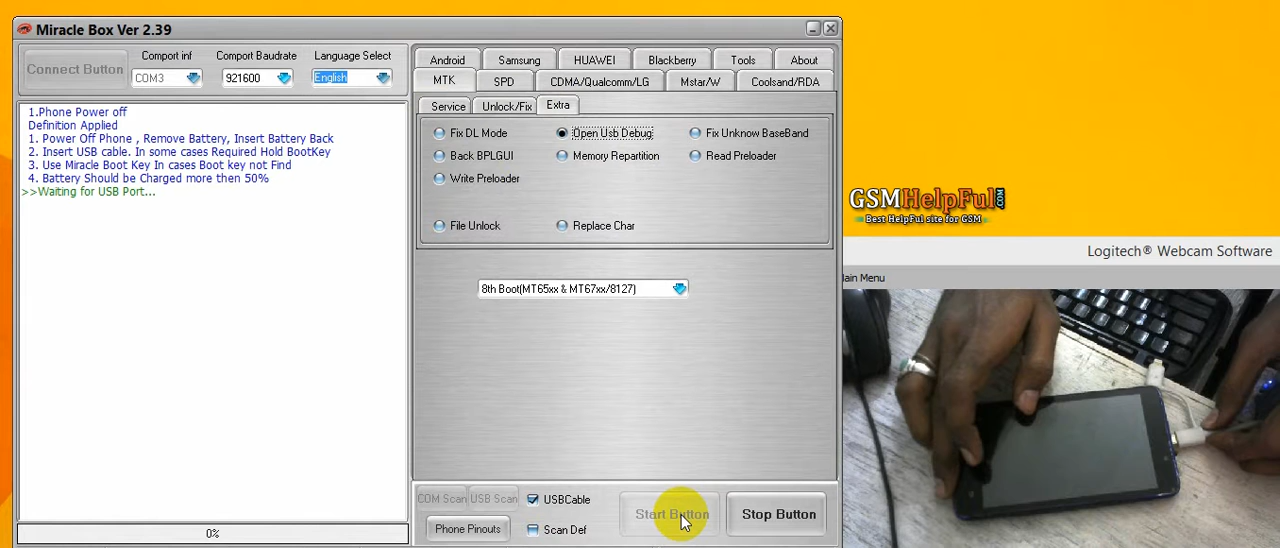 Miracle Box Ver 2.39
Connect Button
Comport inf
Comport Baudrate
Language Select
COM3
921600
English
1.Phone Power off
Definition Applied
1. Power Off Phone , Remove Battery, Insert Battery Back
2. Insert USB cable. In some cases Required Hold BootKey
3. Use Miracle Boot Key In cases Boot key not Find
4. Battery Should be Charged more then 50%
>>Waiting for USB Port...
0%
Android
Samsung
HUAWEI
Blackberry
Tools
About
MTK
SPD
CDMA/Qualcomm/LG
Mstar/W
Coolsand/RDA
Service
Unlock/Fix
Extra
Fix DL Mode
Open Usb Debug
Fix Unknow BaseBand
Back BPLGUI
Memory Repartition
Read Preloader
Write Preloader
File Unlock
Replace Char
8th Boot(MT65xx & MT67xx/8127)
COM Scan
USB Scan
USBCable
Phone Pinouts
Scan Def
Start Button
Stop Button
GSMHelpFul.COM
Best HelpFul site for GSM
Logitech® Webcam Software
Main Menu